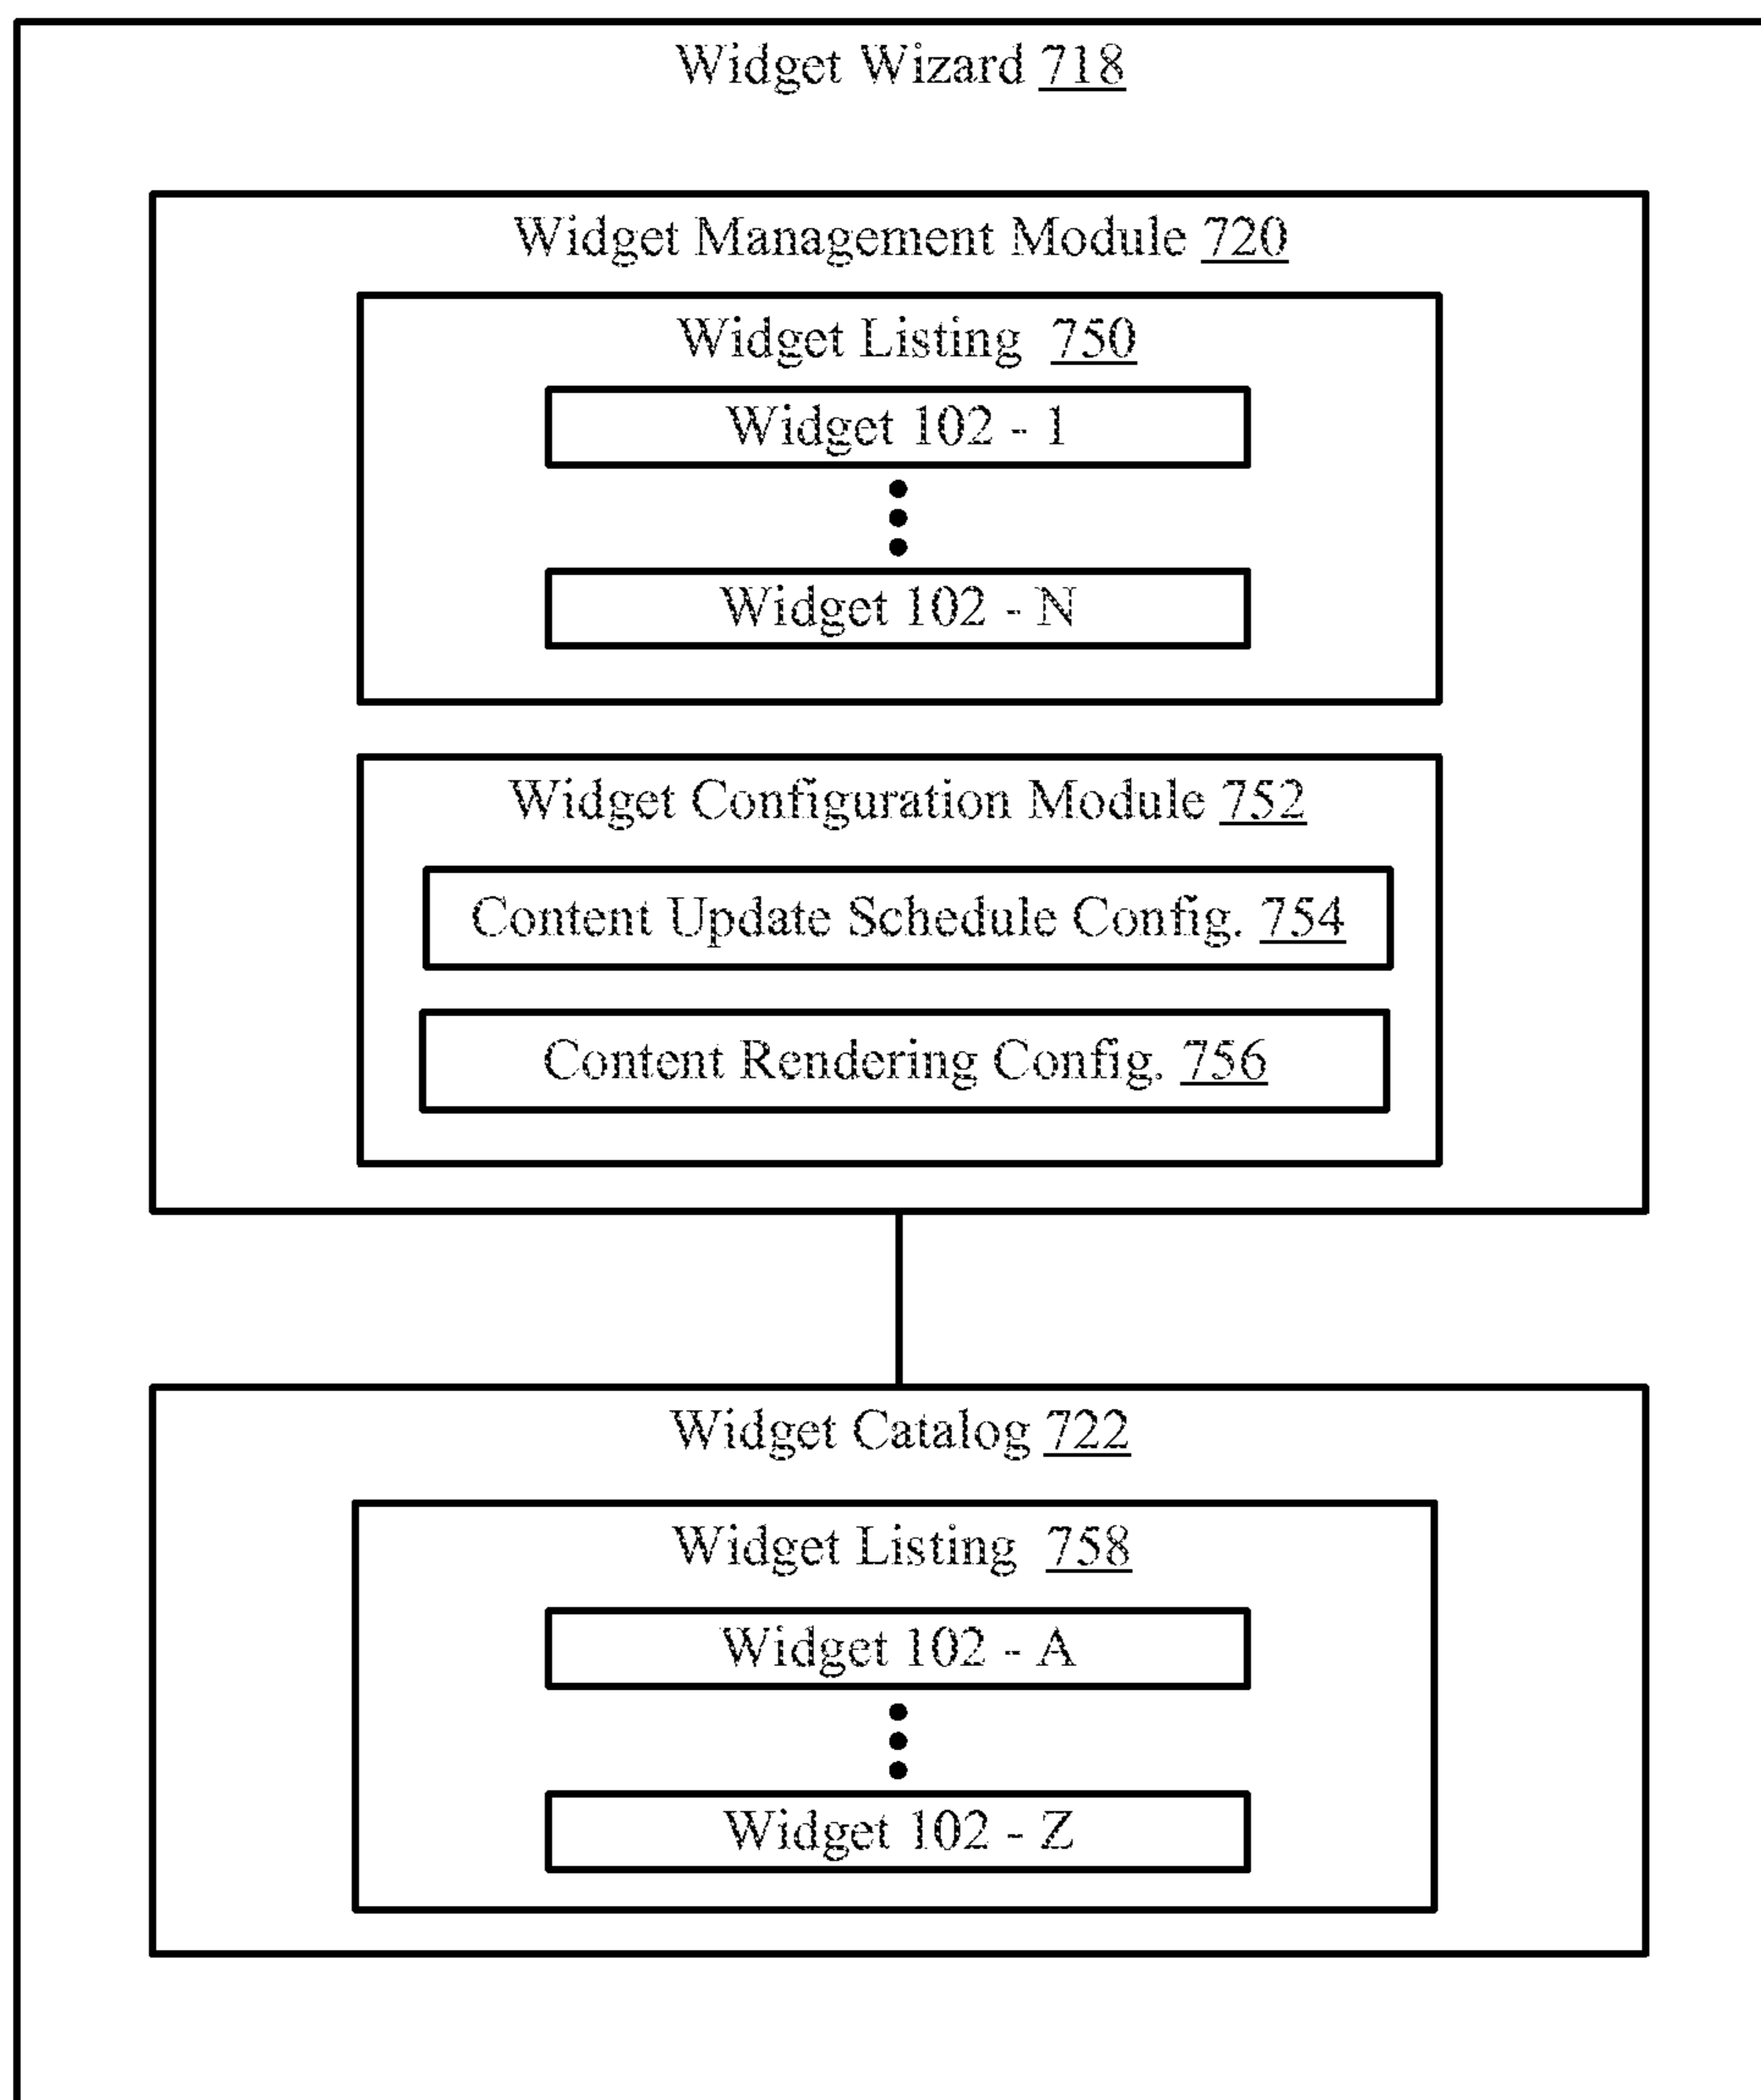 Widget Wizard 718
Widget Management Module 720
Widget Listing 750
Widget 102 - 1
Widget 102 - N
Widget Configuration Module 752
Content Update Schedule Config. 754
Content Rendering Config. 756
Widget Catalog 722
Widget Listing 758
Widget 102 - A
Widget 102 - Z